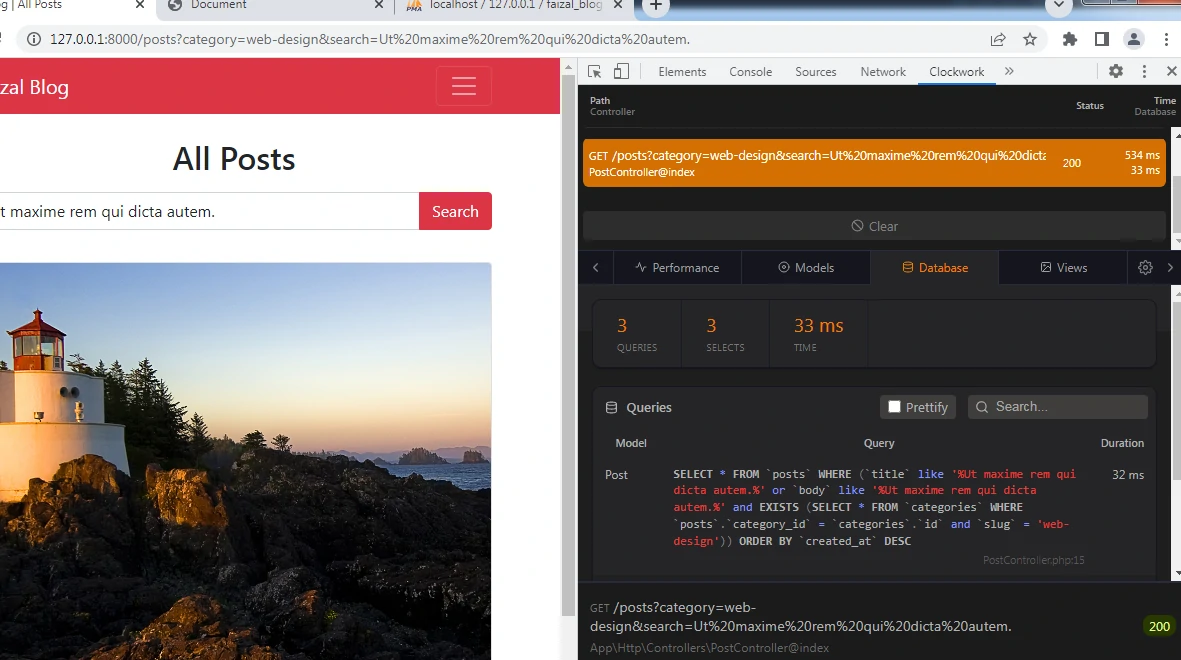 g | All Posts
Document
localhost / 127.0.0.1 / faizal_blog
127.0.0.1:8000/posts?category=web-design&search=Ut%20maxime%20rem%20qui%20dicta%20autem.
zal Blog
All Posts
t maxime rem qui dicta autem.
Search
Elements
Console
Sources
Network
Clockwork
Path
Controller
Status
Time
Database
GET /posts?category=web-design&search=Ut%20maxime%20rem%20qui%20dicta
PostController@index
200
534 ms
33 ms
Clear
Performance
Models
Database
Views
3
QUERIES
3
SELECTS
33 ms
TIME
Queries
Prettify
Search...
Model
Query
Duration
Post
SELECT * FROM `posts` WHERE (`title` like '%Ut maxime rem qui
dicta autem.%' or `body` like '%Ut maxime rem qui dicta
autem.%' and EXISTS (SELECT * FROM `categories` WHERE
`posts`.`category_id` = `categories`.`id` and `slug` = 'web-
design')) ORDER BY `created_at` DESC
32 ms
PostController.php:15
GET /posts?category=web-
design&search=Ut%20maxime%20rem%20qui%20dicta%20autem.
200
App\Http\Controllers\PostController@index